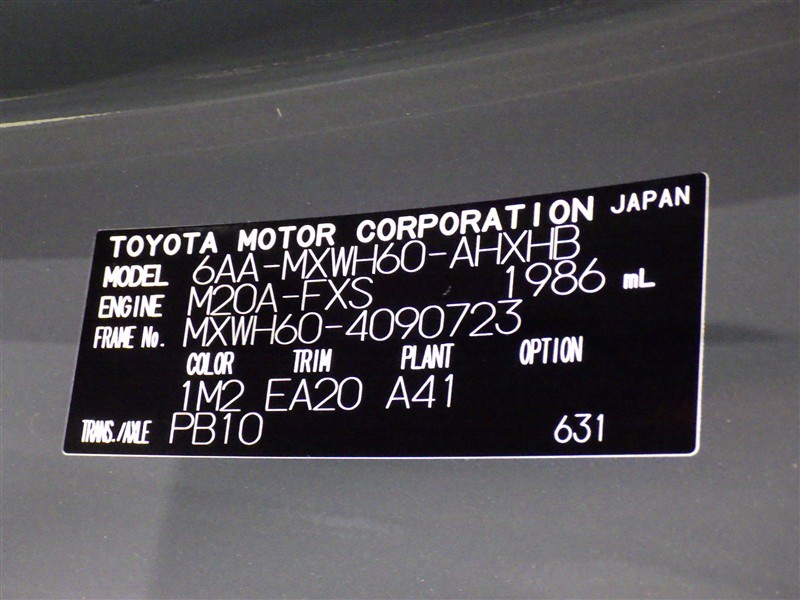 TOYOTA MOTOR CORPORATION JAPAN
MODEL 6AA-MXWH60-AHXHB
ENGINE M20A-FXS 1986 mL
FRAME No. MXWH60-4090723
COLOR TRIM PLANT OPTION
1M2 EA20 A41
TRANS./AXLE PB10 631